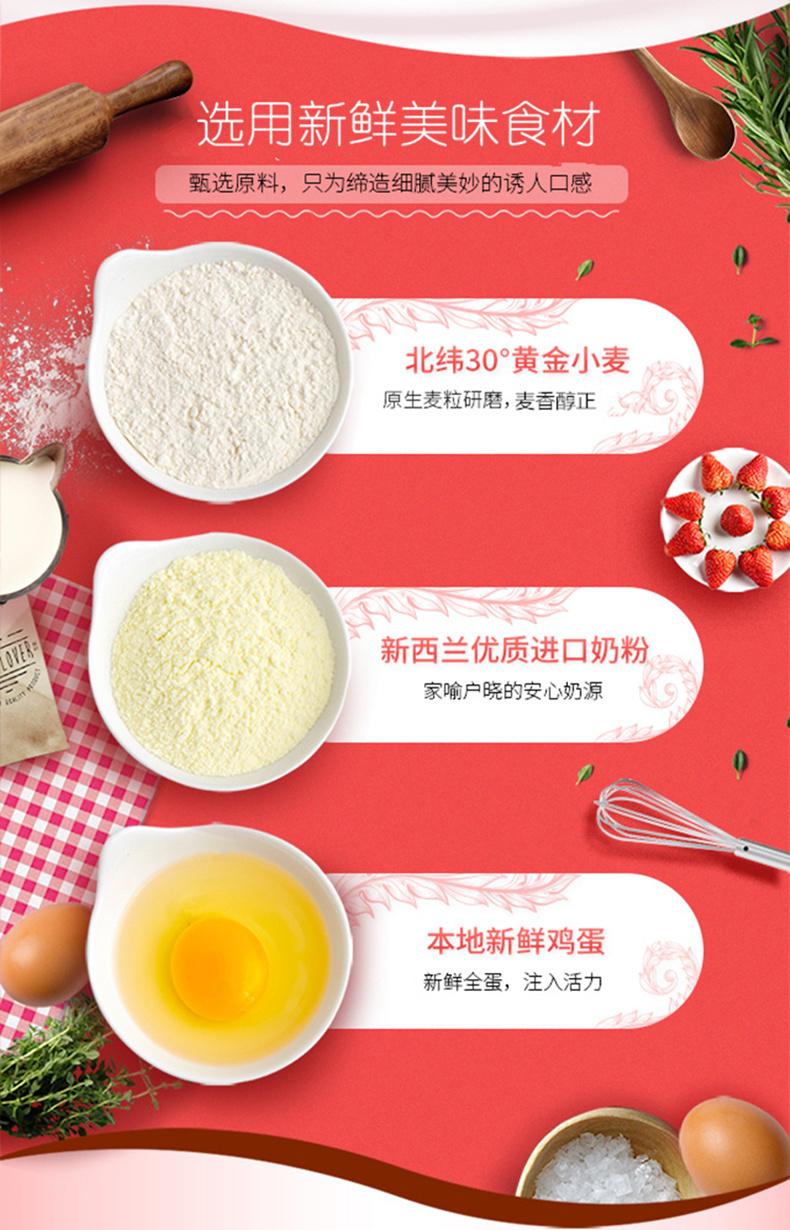 选用新鲜美味食材
甄选原料，只为缔造细腻美妙的诱人口感
北纬30°黄金小麦
原生麦粒研磨，麦香醇正
新西兰优质进口奶粉
家喻户晓的安心奶源
LOVER
QUALITY PRODUCT
本地新鲜鸡蛋
新鲜全蛋，注入活力